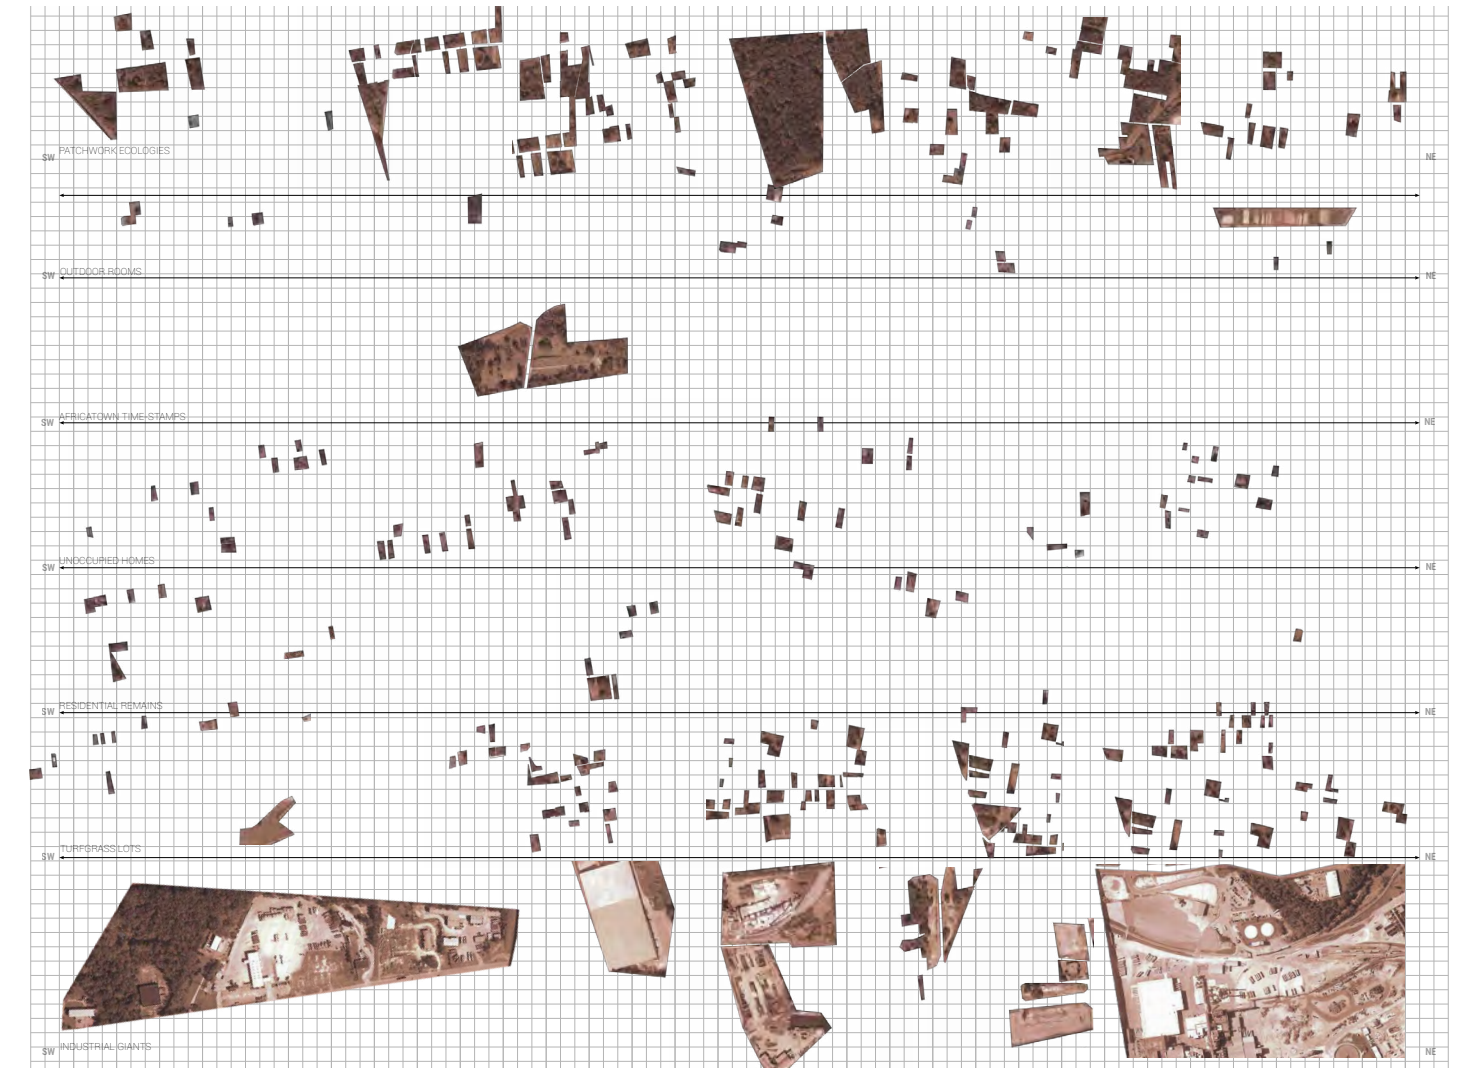 PATCHWORK ECOLOGIES
SW NE
OUTDOOR ROOMS
SW NE
AFRICATOWN TIME-STAMPS
SW NE
UNOCCUPIED HOMES
SW NE
RESIDENTIAL REMAINS
SW NE
TURFGRASS LOTS
SW NE
INDUSTRIAL GIANTS
SW NE